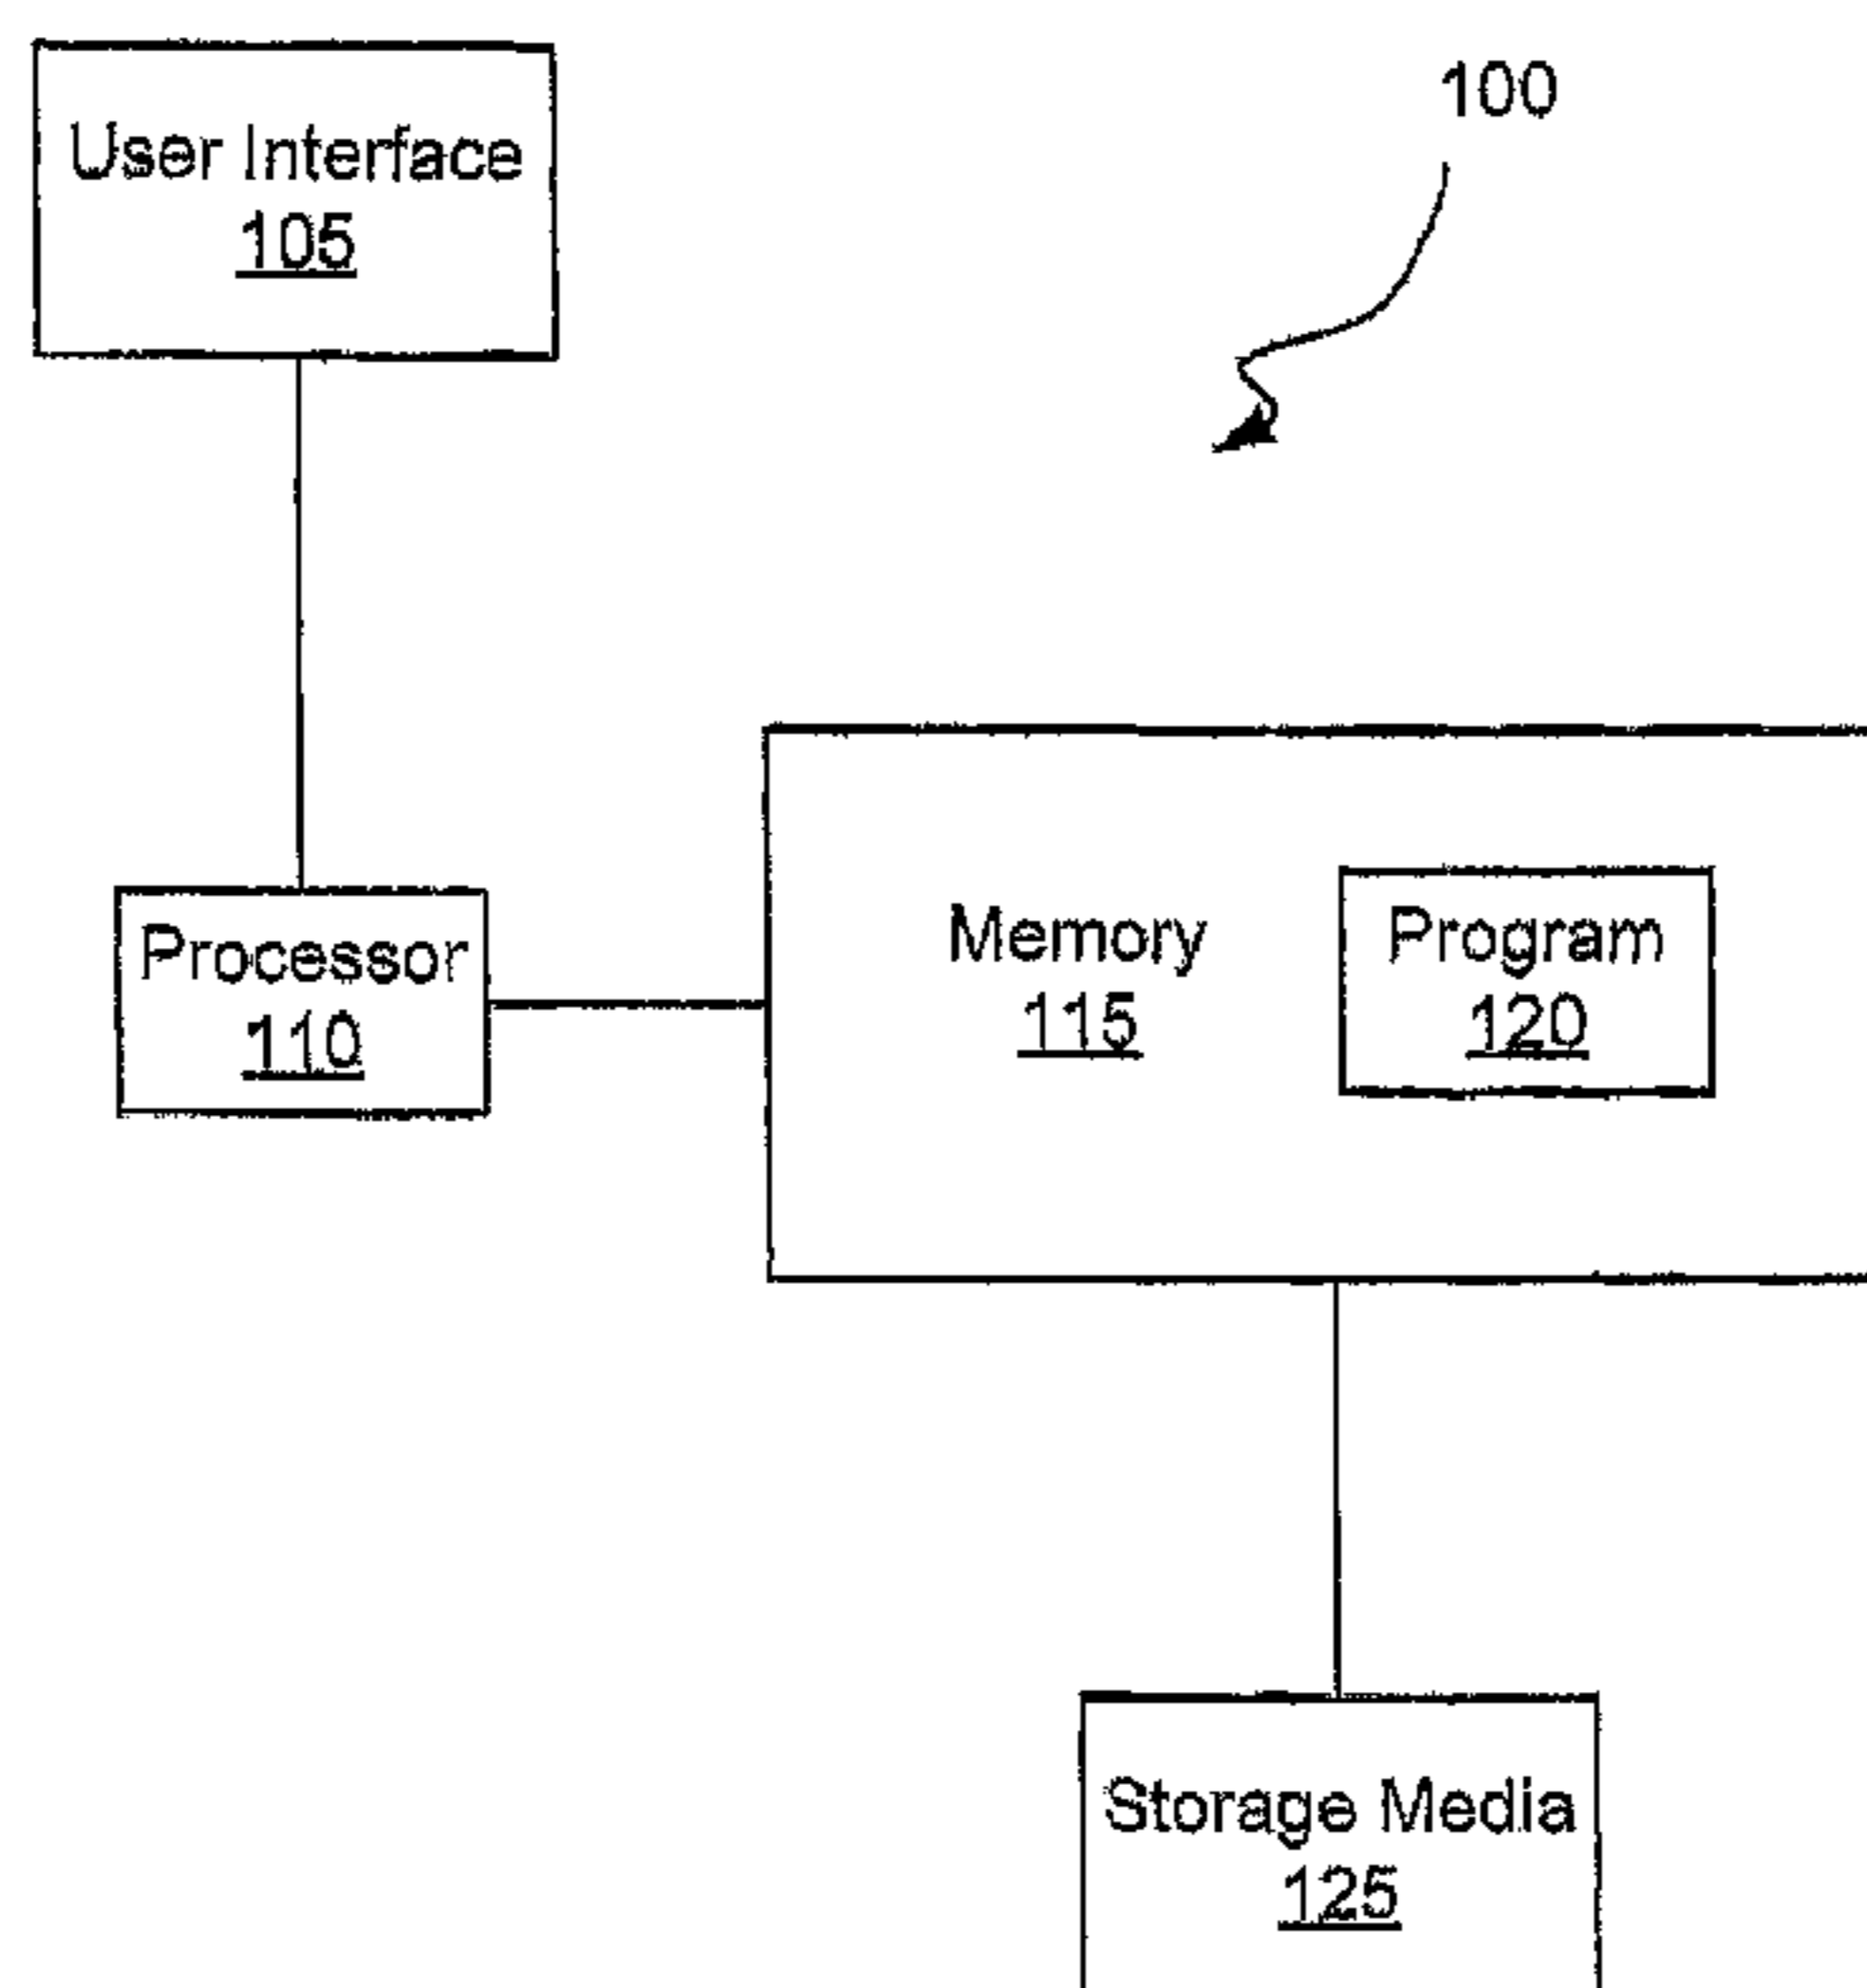 User Interface
105
100
Processor
110
Memory
115
Program
120
Storage Media
125